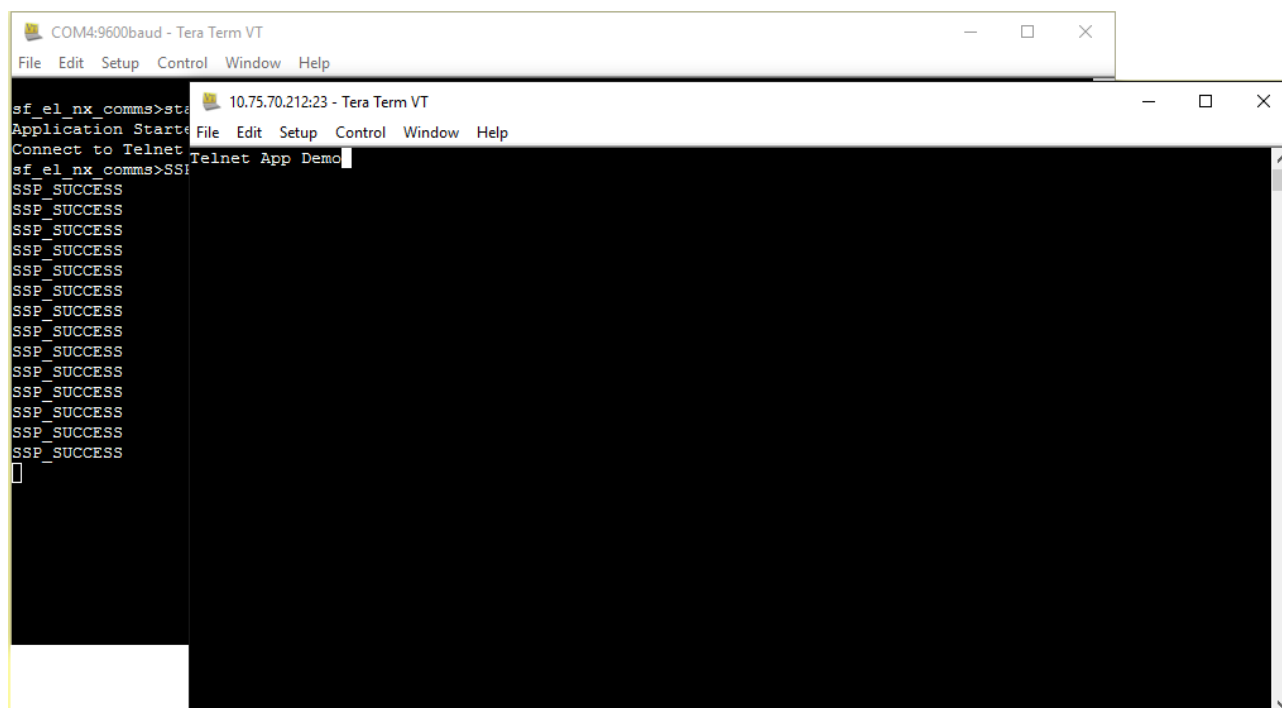 COM4:9600baud - Tera Term VT
File Edit Setup Control Window Help
sf_el_nx_comms>sta
Application Starte
Connect to Telnet
sf_el_nx_comms>SSP
SSP_SUCCESS
SSP_SUCCESS
SSP_SUCCESS
SSP_SUCCESS
SSP_SUCCESS
SSP_SUCCESS
SSP_SUCCESS
SSP_SUCCESS
SSP_SUCCESS
SSP_SUCCESS
SSP_SUCCESS
SSP_SUCCESS
SSP_SUCCESS
SSP_SUCCESS
10.75.70.212:23 - Tera Term VT
File Edit Setup Control Window Help
Telnet App Demo